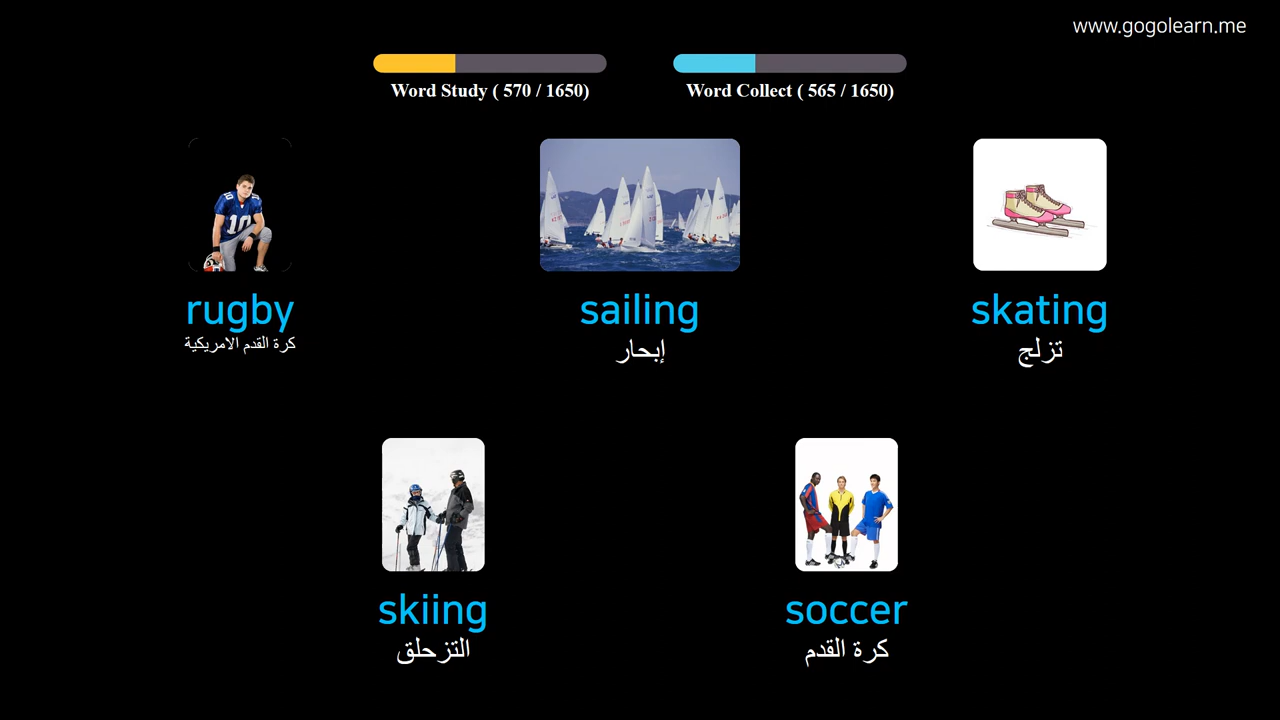 www.gogolearn.me
Word Study ( 570 / 1650)
Word Collect ( 565 / 1650)
10
rugby
كرة القدم الامريكية
sailing
إبحار
skating
تزلج
skiing
التزحلق
soccer
كرة القدم